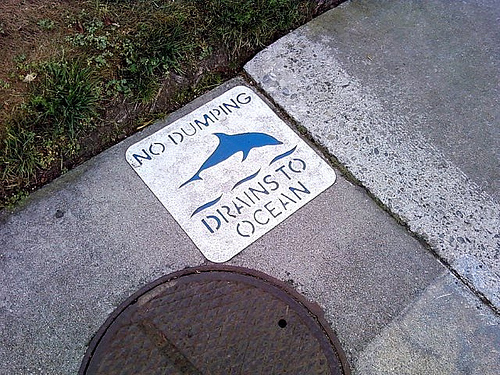 NO DUMPING
DRAINS TO
OCEAN